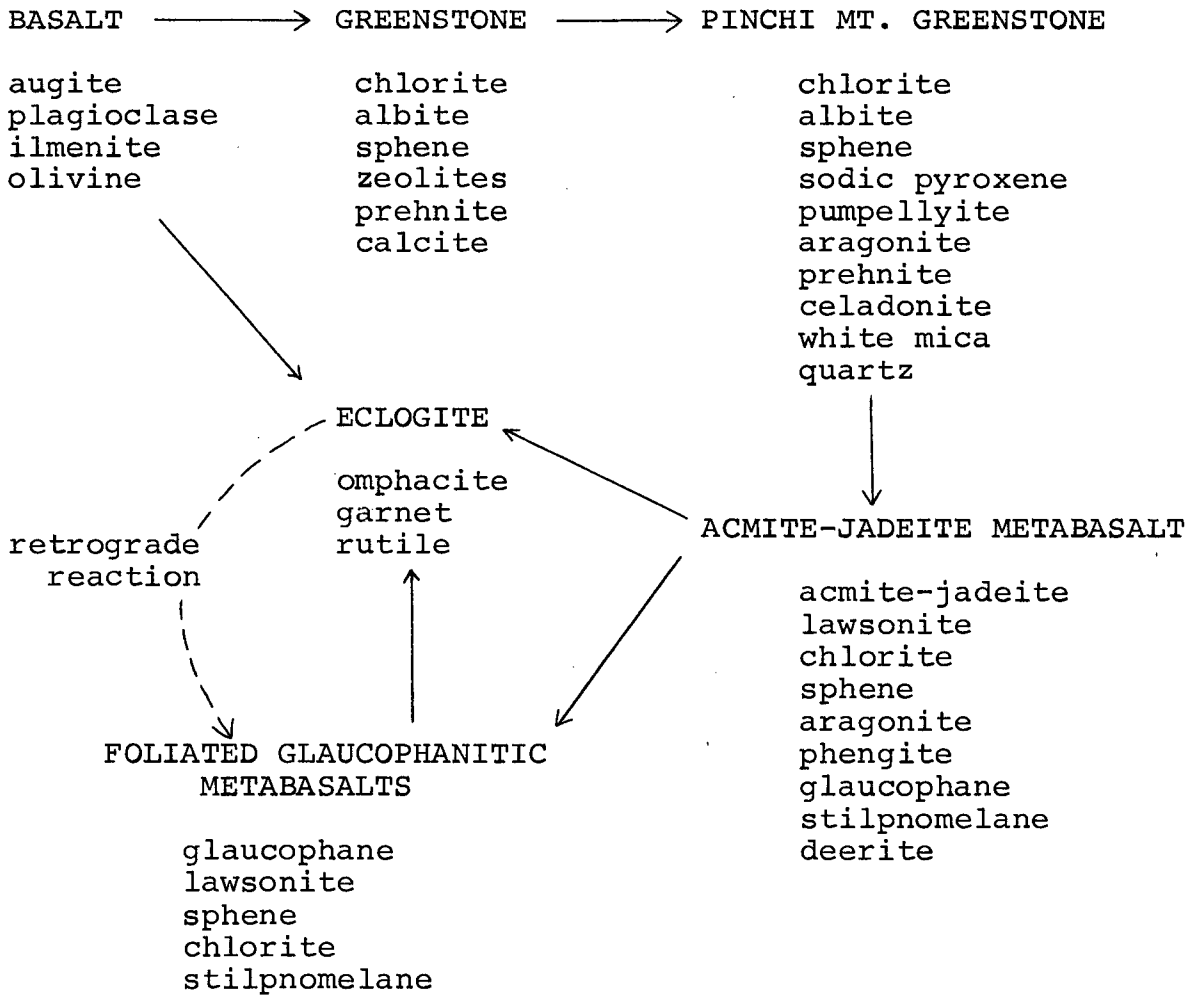 BASALT
GREENSTONE
PINCHI MT. GREENSTONE
augite
plagioclase
ilmenite
olivine
chlorite
albite
sphene
zeolites
prehnite
calcite
chlorite
albite
sphene
sodic pyroxene
pumpellyite
aragonite
prehnite
celadonite
white mica
quartz
ECLOGITE
omphacite
garnet
rutile
retrograde
reaction
ACMITE-JADEITE METABASALT
acmite-jadeite
lawsonite
chlorite
sphene
aragonite
phengite
glaucophane
stilpnomelane
deerite
FOLIATED GLAUCOPHANITIC
METABASALTS
glaucophane
lawsonite
sphene
chlorite
stilpnomelane